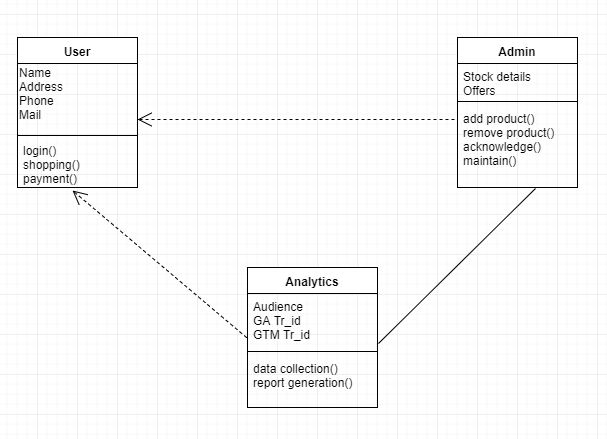 User
Name
Address
Phone
Mail
login()
shopping()
payment()
Admin
Stock details
Offers
add product()
remove product()
acknowledge()
maintain()
Analytics
Audience
GA Tr_id
GTM Tr_id
data collection()
report generation()